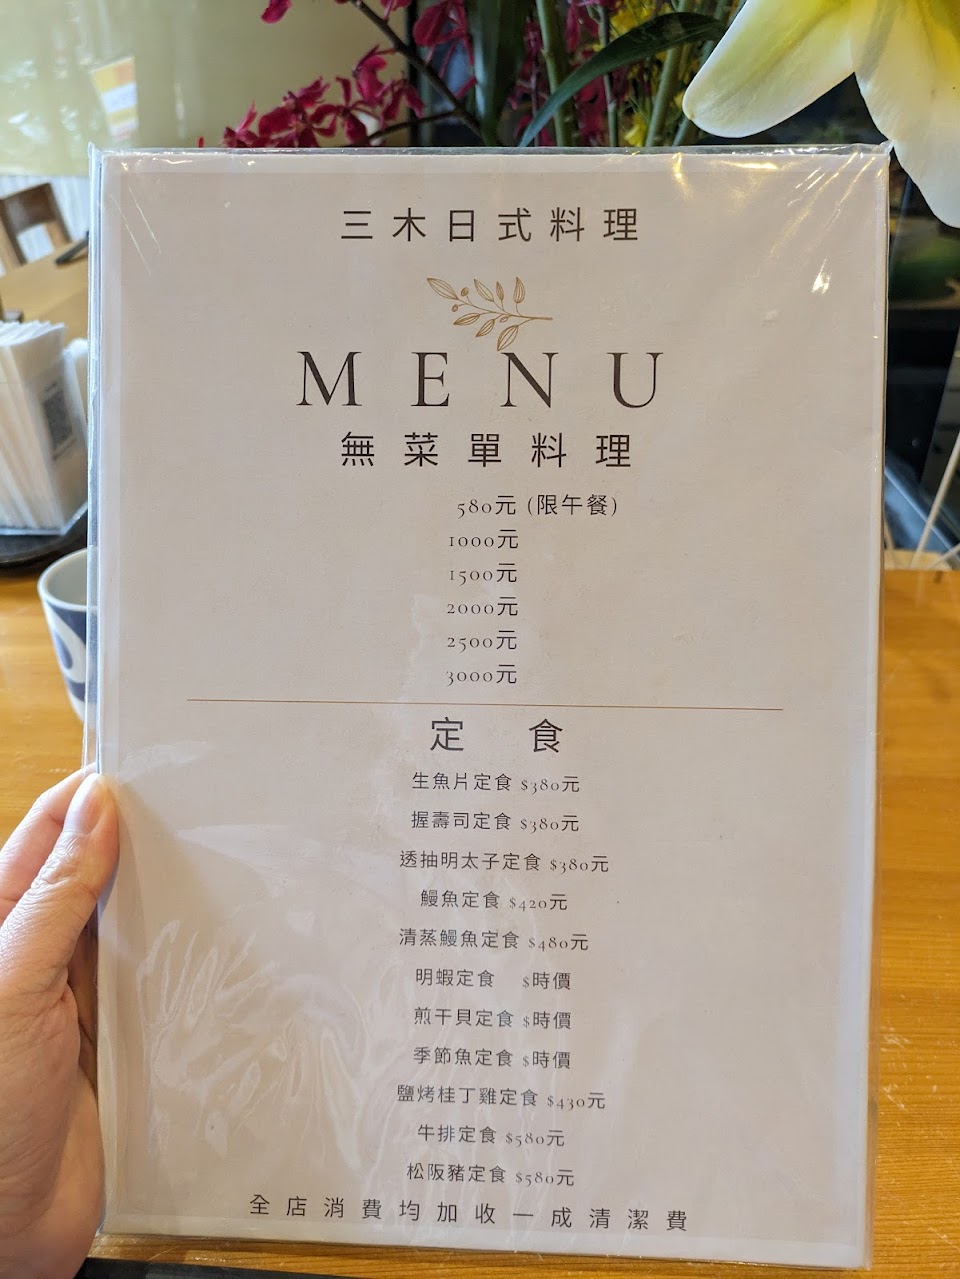 三木日式料理
MENU
無菜單料理
580元 (限午餐)
1000元
1500元
2000元
2500元
3000元
定 食
生魚片定食 $380元
握壽司定食 $380元
透抽明太子定食 $380元
鰻魚定食 $420元
清蒸鰻魚定食 $480元
明蝦定食 $時價
煎干貝定食 $時價
季節魚定食 $時價
鹽烤桂丁雞定食 $430元
牛排定食 $580元
松阪豬定食 $580元
全店消費均加收一成清潔費